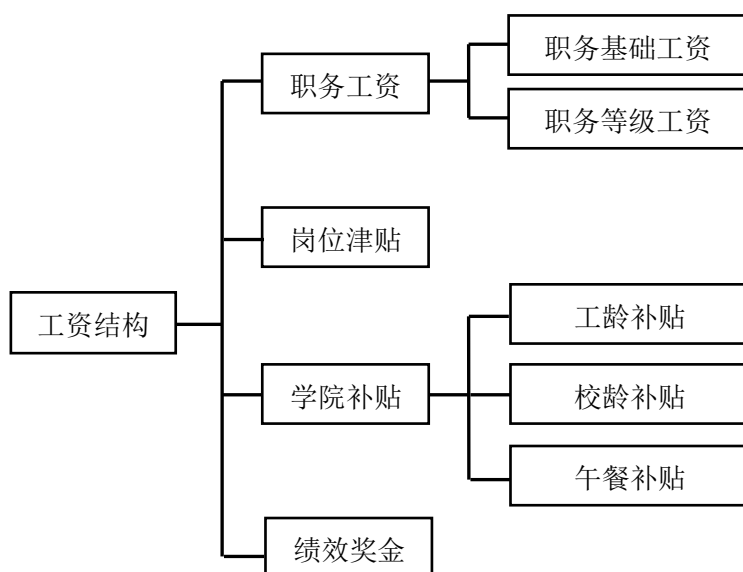 职务基础工资
职务工资
职务等级工资
岗位津贴
工资结构
工龄补贴
学院补贴
校龄补贴
午餐补贴
绩效奖金